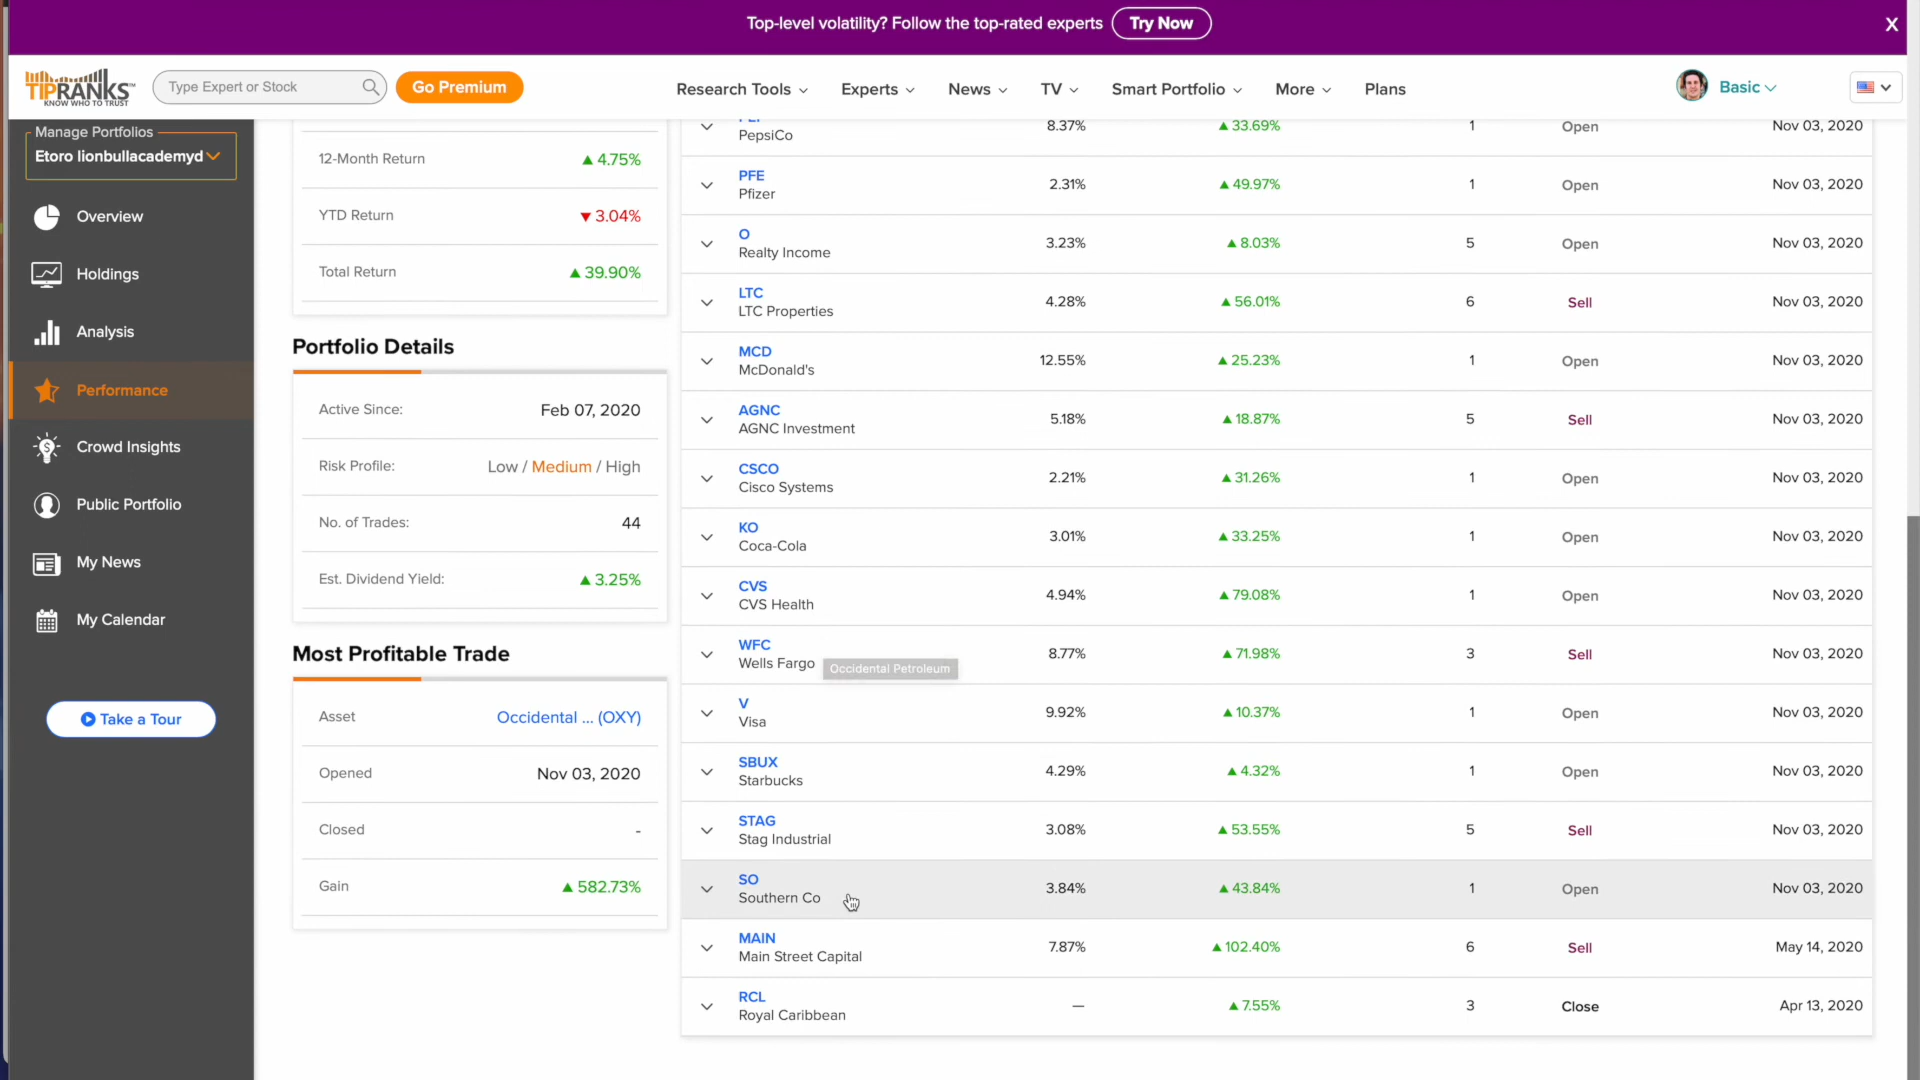 Top-level volatility? Follow the top-rated experts Try Now X
TIPRANKS™
KNOW WHO TO TRUST
Type Expert or Stock
Go Premium
Research Tools Experts News TV Smart Portfolio More Plans
Basic
Manage Portfolios
Etoro lionbullacademyd
Overview
Holdings
Analysis
Performance
Crowd Insights
Public Portfolio
My News
My Calendar
Take a Tour
12-Month Return ▲ 4.75%
YTD Return ▼ 3.04%
Total Return ▲ 39.90%
Portfolio Details
Active Since: Feb 07, 2020
Risk Profile: Low / Medium / High
No. of Trades: 44
Est. Dividend Yield: ▲ 3.25%
Most Profitable Trade
Asset Occidental ... (OXY)
Opened Nov 03, 2020
Closed -
Gain ▲ 582.73%
PepsiCo 8.37% ▲ 33.69% 1 Open Nov 03, 2020
PFE
Pfizer 2.31% ▲ 49.97% 1 Open Nov 03, 2020
O
Realty Income 3.23% ▲ 8.03% 5 Open Nov 03, 2020
LTC
LTC Properties 4.28% ▲ 56.01% 6 Sell Nov 03, 2020
MCD
McDonald's 12.55% ▲ 25.23% 1 Open Nov 03, 2020
AGNC
AGNC Investment 5.18% ▲ 18.87% 5 Sell Nov 03, 2020
CSCO
Cisco Systems 2.21% ▲ 31.26% 1 Open Nov 03, 2020
KO
Coca-Cola 3.01% ▲ 33.25% 1 Open Nov 03, 2020
CVS
CVS Health 4.94% ▲ 79.08% 1 Open Nov 03, 2020
WFC
Wells Fargo 8.77% ▲ 71.98% 3 Sell Nov 03, 2020
Occidental Petroleum
V
Visa 9.92% ▲ 10.37% 1 Open Nov 03, 2020
SBUX
Starbucks 4.29% ▲ 4.32% 1 Open Nov 03, 2020
STAG
Stag Industrial 3.08% ▲ 53.55% 5 Sell Nov 03, 2020
SO
Southern Co 3.84% ▲ 43.84% 1 Open Nov 03, 2020
MAIN
Main Street Capital 7.87% ▲ 102.40% 6 Sell May 14, 2020
RCL
Royal Caribbean — ▲ 7.55% 3 Close Apr 13, 2020